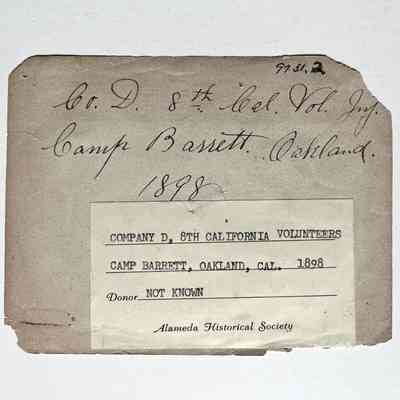 9731.2
Co. D. 8th Cal. Vol. Inf.
Camp Barrett. Oakland.
1898
COMPANY D, 8TH CALIFORNIA VOLUNTEERS
CAMP BARRETT, OAKLAND, CAL. 1898
Donor NOT KNOWN
Alameda Historical Society